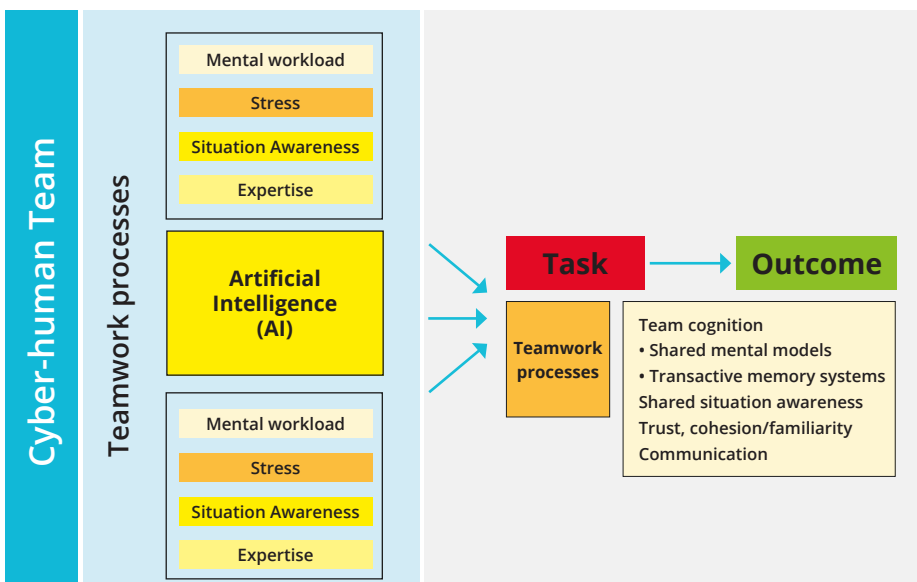 Cyber-human Team
Teamwork processes
Mental workload
Stress
Situation Awareness
Expertise
Artificial
Intelligence
(AI)
Mental workload
Stress
Situation Awareness
Expertise
Task
Outcome
Teamwork
processes
Team cognition
• Shared mental models
• Transactive memory systems
Shared situation awareness
Trust, cohesion/familiarity
Communication